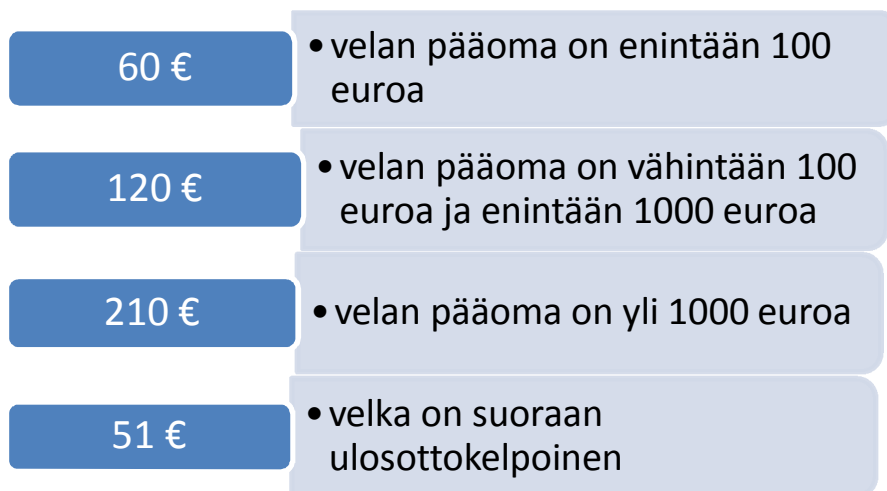 60 €
• velan pääoma on enintään 100
euroa
120 €
• velan pääoma on vähintään 100
euroa ja enintään 1000 euroa
210 €
• velan pääoma on yli 1000 euroa
51 €
• velka on suoraan
ulosottokelpoinen